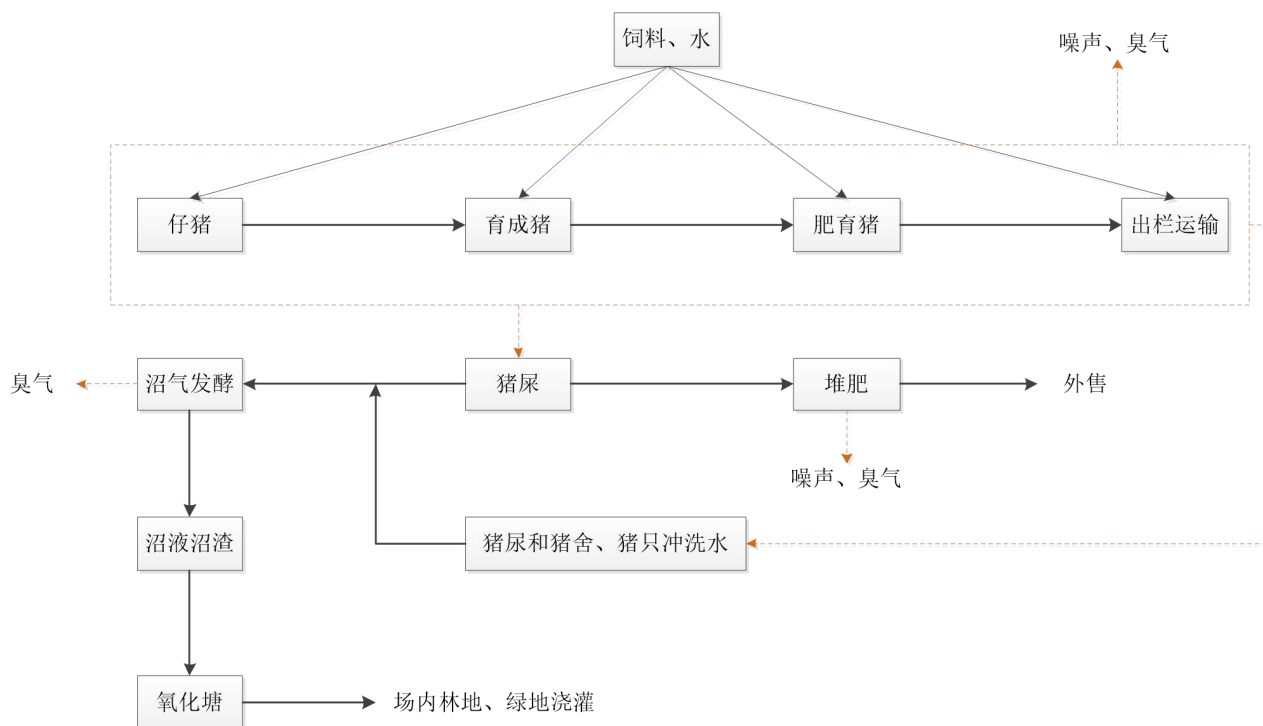 饲料、水
噪声、臭气
仔猪
育成猪
肥育猪
出栏运输
臭气
沼气发酵
猪屎
堆肥
外售
噪声、臭气
沼液沼渣
猪尿和猪舍、猪只冲洗水
氧化塘
场内林地、绿地浇灌